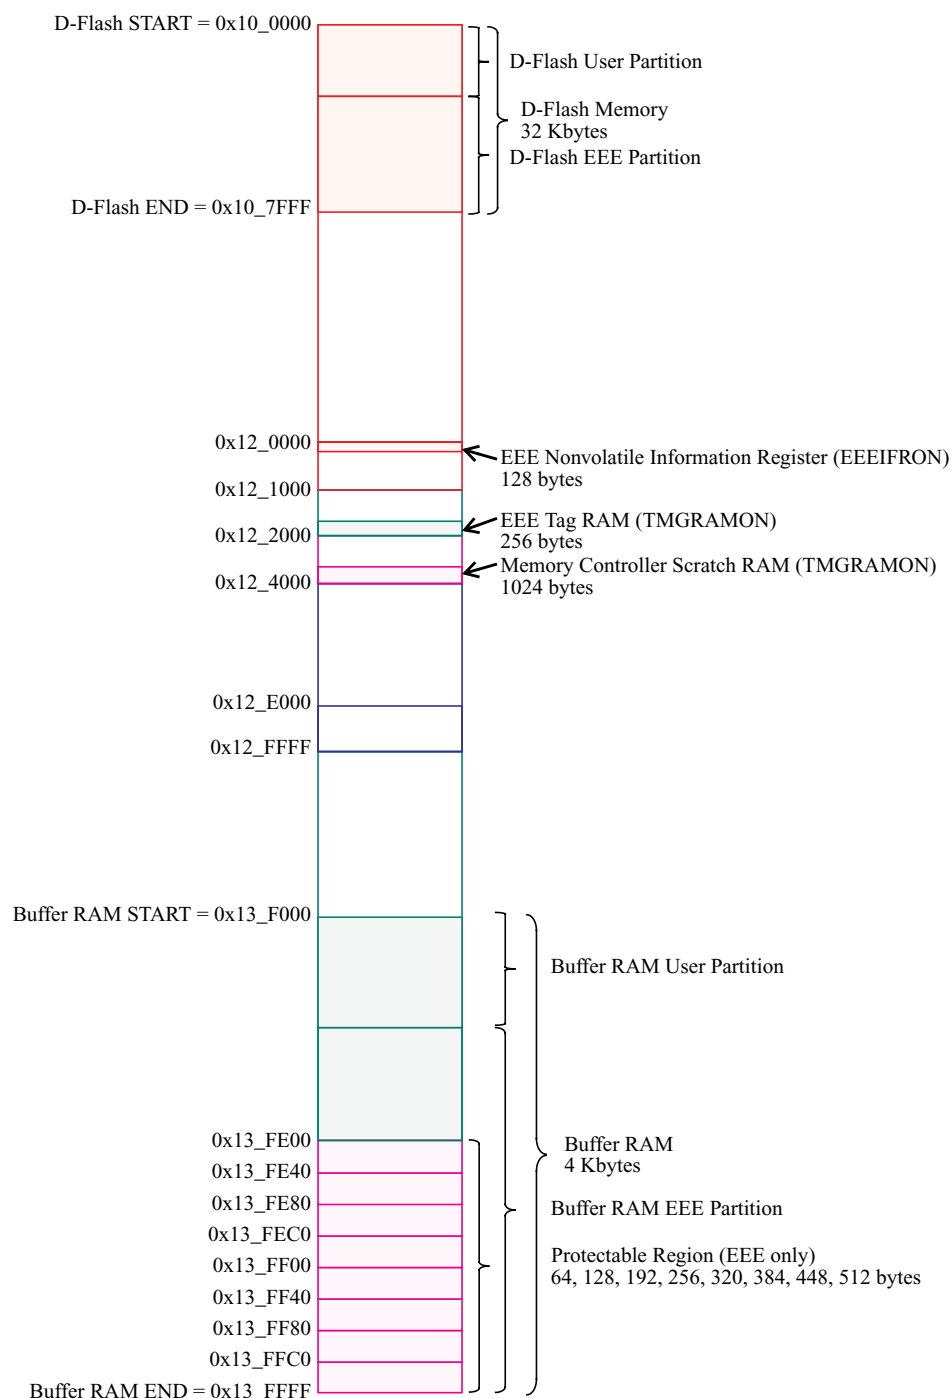 D-Flash START = 0x10_0000
D-Flash User Partition
D-Flash Memory
32 Kbytes
D-Flash EEE Partition
D-Flash END = 0x10_7FFF
0x12_0000
EEE Nonvolatile Information Register (EEEIFRON)
128 bytes
0x12_1000
EEE Tag RAM (TMGRAMON)
256 bytes
0x12_2000
Memory Controller Scratch RAM (TMGRAMON)
1024 bytes
0x12_4000
0x12_E000
0x12_FFFF
Buffer RAM START = 0x13_F000
Buffer RAM User Partition
0x13_FE00
Buffer RAM
4 Kbytes
0x13_FE40
0x13_FE80
Buffer RAM EEE Partition
0x13_FEC0
Protectable Region (EEE only)
64, 128, 192, 256, 320, 384, 448, 512 bytes
0x13_FF00
0x13_FF40
0x13_FF80
0x13_FFC0
Buffer RAM END = 0x13_FFFF